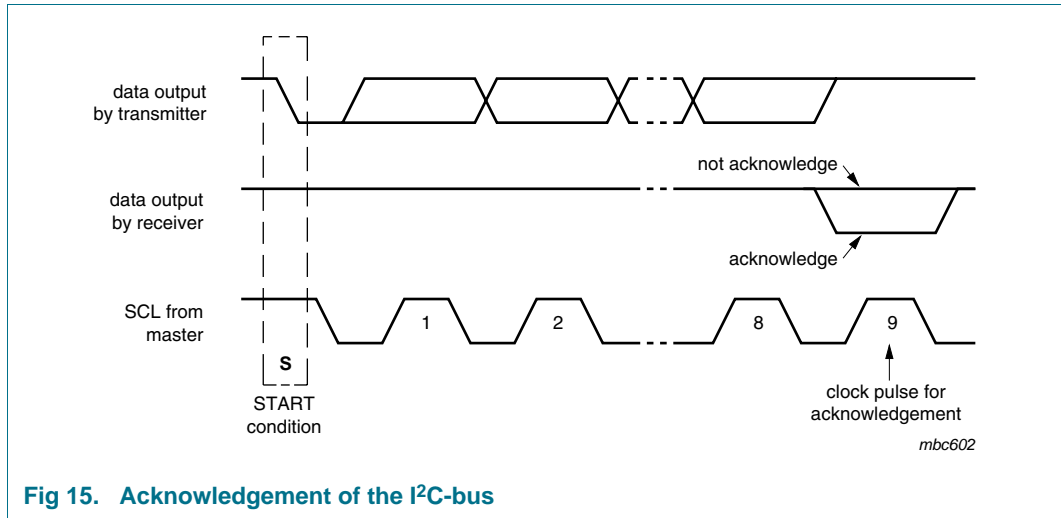 data output
by transmitter
not acknowledge
data output
by receiver
acknowledge
SCL from
master
1
2
8
9
S
START
condition
clock pulse for
acknowledgement
mbc602
Fig 15. Acknowledgement of the I²C-bus